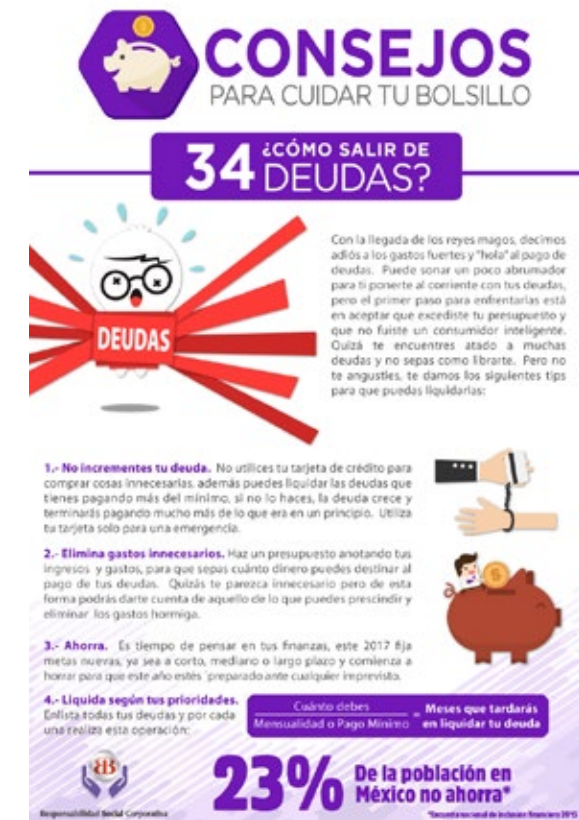 CONSEJOS
PARA CUIDAR TU BOLSILLO
34 ¿CÓMO SALIR DE
DEUDAS?
Con la llegada de los reyes magos, decimos
adiós a los gastos fuertes y "hola" al pago de
deudas. Puede sonar un poco abrumador
para ti ponerte al corriente con tus deudas,
pero el primer paso para enfrentarlas está
en aceptar que excediste tu presupuesto y
que no fuiste un consumidor inteligente.
Quizá te encuentres atado a muchas
deudas y no sepas como librarte. Pero no
te angusties, te damos los siguientes tips
para que puedas liquidarlas:
DEUDAS
1.- No incrementes tu deuda. No utilices tu tarjeta de crédito para
comprar cosas innecesarias, además puedes liquidar las deudas que
tienes pagando más del mínimo, si no lo haces, la deuda crece y
terminarás pagando mucho más de lo que era en un principio. Utiliza
tu tarjeta solo para una emergencia.
2.- Elimina gastos innecesarios. Haz un presupuesto anotando tus
ingresos y gastos, para que sepas cuánto dinero puedes destinar al
pago de tus deudas. Quizás te parezca innecesario pero de esta
forma podrás darte cuenta de aquello de lo que puedes prescindir y
eliminar los gastos hormiga.
3.- Ahorra. Es tiempo de pensar en tus finanzas, este 2017 fija
metas nuevas, ya sea a corto, mediano o largo plazo y comienza a
horrar para que este año estés preparado ante cualquier imprevisto.
4.- Liquida según tus prioridades.
Enlista todas tus deudas y por cada
una realiza esta operación:
Cuánto debes
Mensualidad o Pago Mínimo
= Meses que tardarás
en liquidar tu deuda
Responsabilidad Social Corporativa
23% De la población en
México no ahorra*
*Encuesta nacional de inclusión financiera 2015